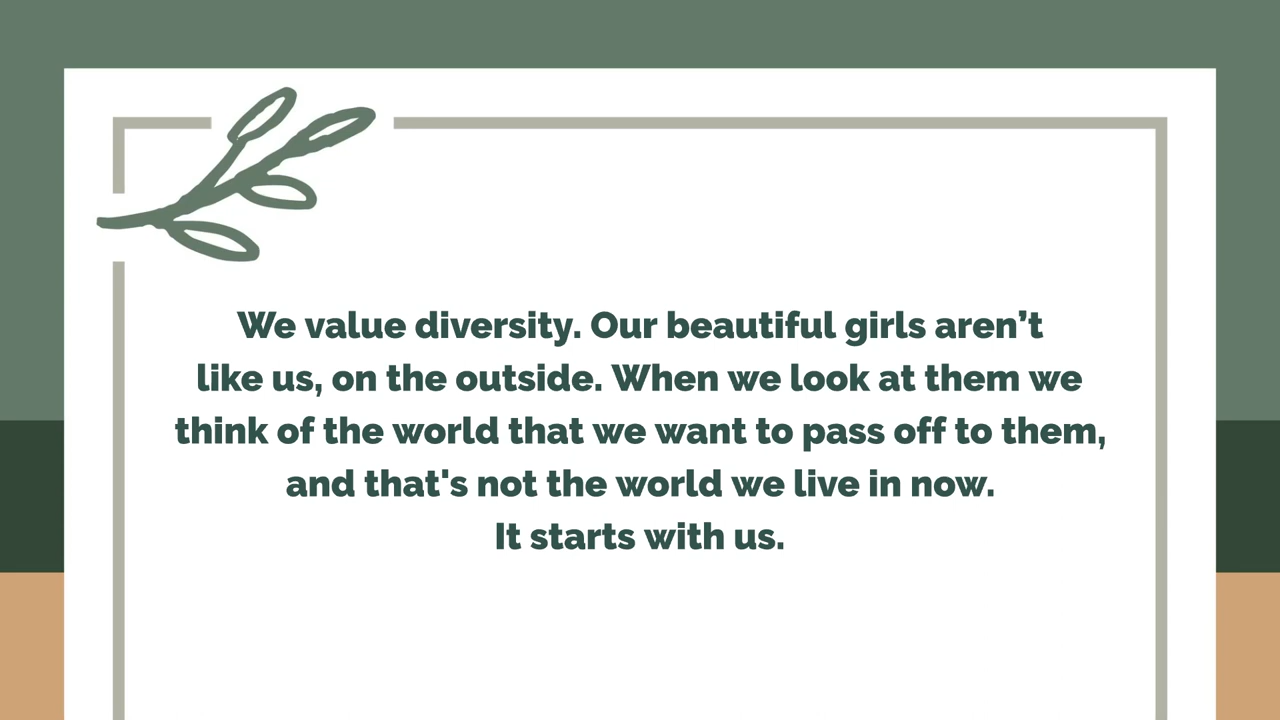 We value diversity. Our beautiful girls aren’t
like us, on the outside. When we look at them we
think of the world that we want to pass off to them,
and that's not the world we live in now.
It starts with us.